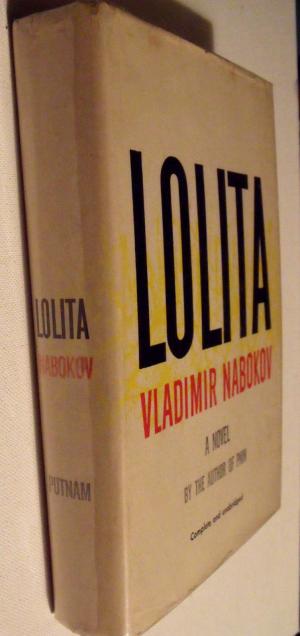 LOLITA
NABOKOV
PUTNAM
LOLITA
VLADIMIR NABOKOV
A NOVEL
BY THE AUTHOR OF PNIN
Complete and unabridged